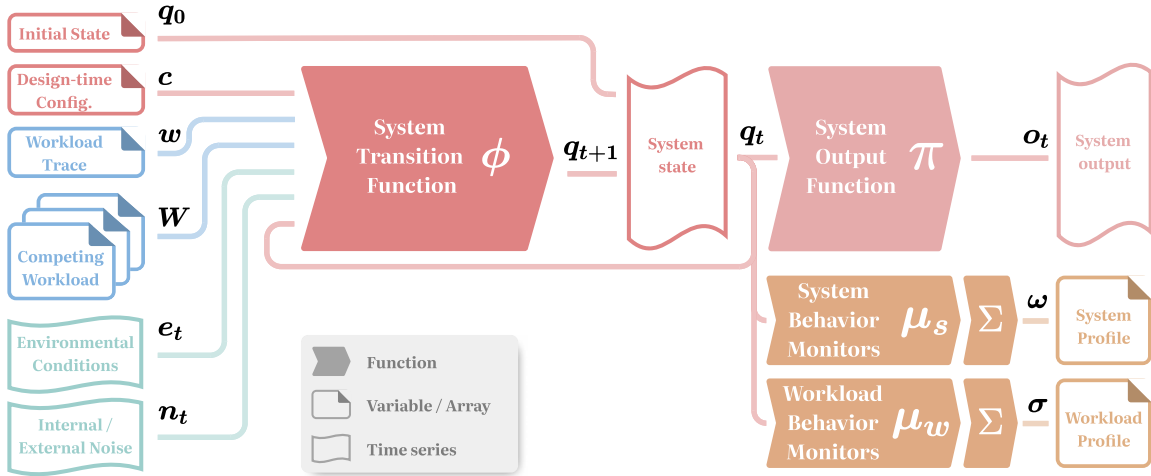 Initial State
q₀
Design-time
Config.
c
Workload
Trace
w
Competing
Workload
W
Environmental
Conditions
eₜ
Internal /
External Noise
nₜ
System
Transition
Function
ϕ
qₜ₊₁
System
state
qₜ
System
Output
Function
π
oₜ
System
output
System
Behavior
Monitors
μₛ
Σ
ω
System
Profile
Workload
Behavior
Monitors
μ_w
Σ
σ
Workload
Profile
Function
Variable / Array
Time series